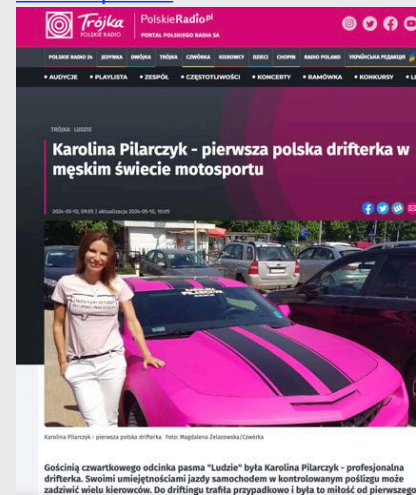 Trójka
POLSKIE RADIO
PolskieRadio.pl
PORTAL POLSKIEGO RADIA SA
POLSKIE RADIO 24 JEDYNKA DWÓJKA TRÓJKA CZWÓRKA KIEROWCY DZIECI CHOPIN RADIO POLAND УКРАЇНСЬКА РЕДАКЦІЯ
• AUDYCJE • PLAYLISTA • ZESPÓŁ • CZĘSTOTLIWOŚCI • KONCERTY • RAMÓWKA • KONKURSY
TRÓJKA LUDZIE
Karolina Pilarczyk - pierwsza polska drifterka w
męskim świecie motosportu
Karolina Pilarczyk - pierwsza polska drifterka Foto: Magdalena Żelazowska/Czwórka
Gościnią czwartkowego odcinka pasma "Ludzie" była Karolina Pilarczyk - profesjonalna
drifterka. Swoimi umiejętnościami jazdy samochodem w kontrolowanym poślizgu może
zadziwić wielu kierowców. Do driftingu trafiła przypadkowo i była to miłość od pierwszego